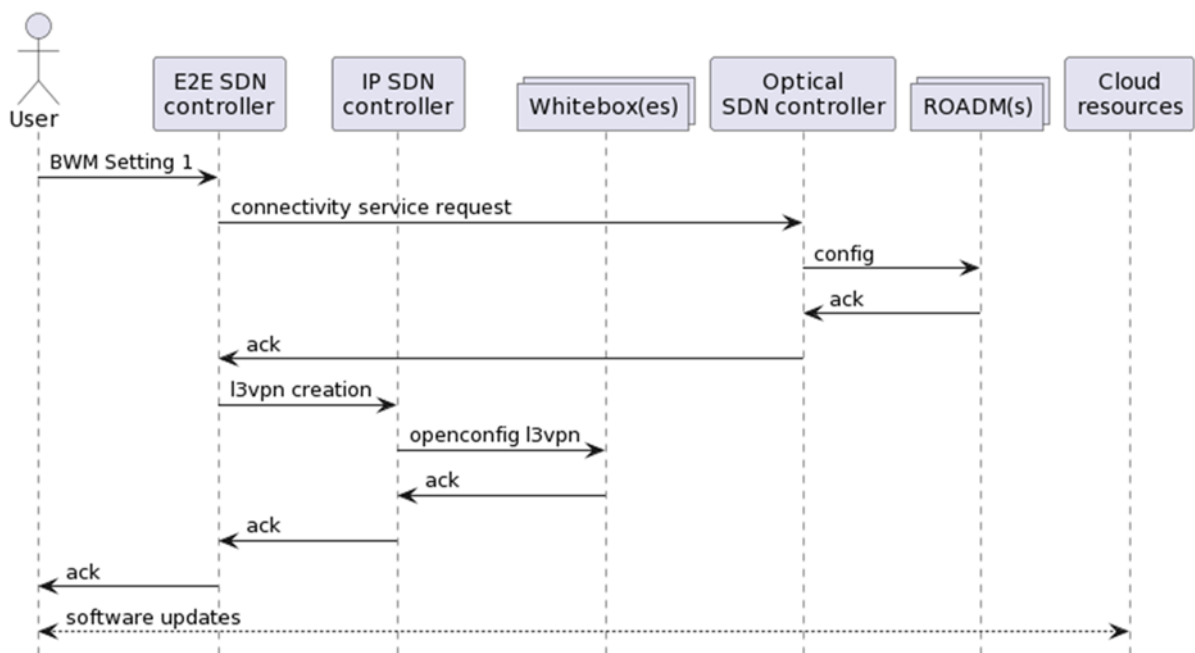 User
E2E SDN
controller
IP SDN
controller
Whitebox(es)
Optical
SDN controller
ROADM(s)
Cloud
resources
BWM Setting 1
connectivity service request
config
ack
ack
l3vpn creation
openconfig l3vpn
ack
ack
ack
software updates